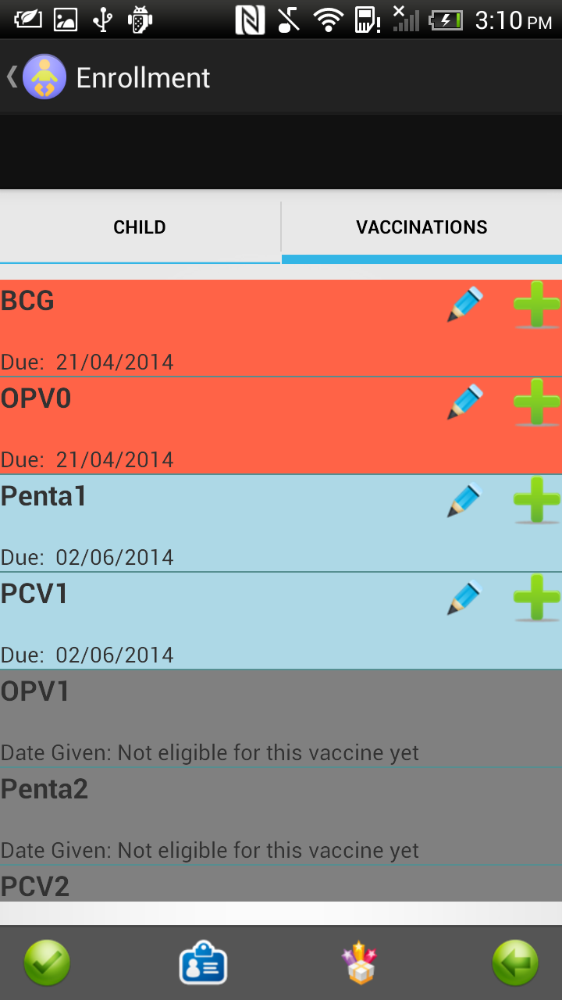 3:10 PM
Enrollment
CHILD
VACCINATIONS
BCG
Due: 21/04/2014
OPV0
Due: 21/04/2014
Penta1
Due: 02/06/2014
PCV1
Due: 02/06/2014
OPV1
Date Given: Not eligible for this vaccine yet
Penta2
Date Given: Not eligible for this vaccine yet
PCV2